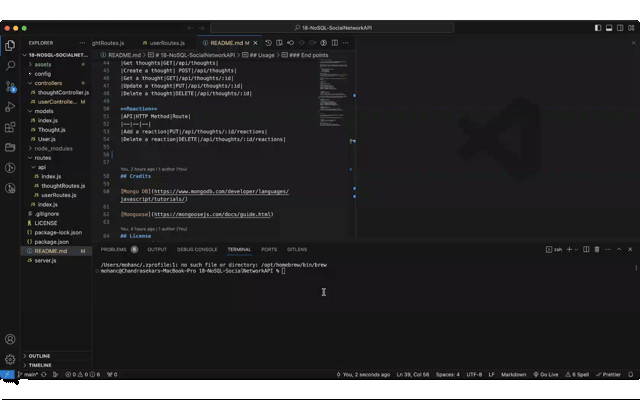 18-NoSQL-SocialNetworkAPI
EXPLORER
ghtRoutes.js
userRoutes.js
README.md M
18-NOSQL-SOCIALNET...
assets
config
controllers
thoughtController.js
userControlle...
models
index.js
Thought.js
User.js
node_modules
routes
api
index.js
thoughtRoutes.js
userRoutes.js
index.js
.gitignore
LICENSE
package-lock.json
package.json
README.md M
server.js
OUTLINE
TIMELINE
README.md > # 18-NoSQL-SocialNetworkAPI > ## Usage > ### End points
44 |Get thoughts|GET|/api/thoughts|
45 |Create a thought| POST|/api/thoughts|
46 |Get a thought|GET|/api/thoughts/:id|
47 |Update a thought|PUT|/api/thoughts/:id|
48 |Delete a thought|DELETE|/api/thoughts/:id|
49
50 **Reaction**
51 |API|HTTP Method|Route|
52 |--|--|--|
53 |Add a reaction|PUT|/api/thoughts/:id/reactions|
54 |Delete a reaction|DELETE|/api/thoughts/:id/reactions|
55
56
57
You, 2 hours ago | 1 author (You)
58 ## Credits
59
60 [Mongo DB](https://www.mongodb.com/developer/languages/
javascript/tutorials/)
61
62 [Mongoose](https://mongoosejs.com/docs/guide.html)
63
You, 4 hours ago | 1 author (You)
64 ## License
PROBLEMS 6 OUTPUT DEBUG CONSOLE TERMINAL PORTS GITLENS
zsh
/Users/mohanc/.zprofile:1: no such file or directory: /opt/homebrew/bin/brew
mohanc@Chandrasekars-MacBook-Pro 18-NoSQL-SocialNetworkAPI %
main* 0 0 6 0 You, 2 seconds ago Ln 39, Col 56 Spaces: 4 UTF-8 LF Markdown Go Live 6 Spell Prettier